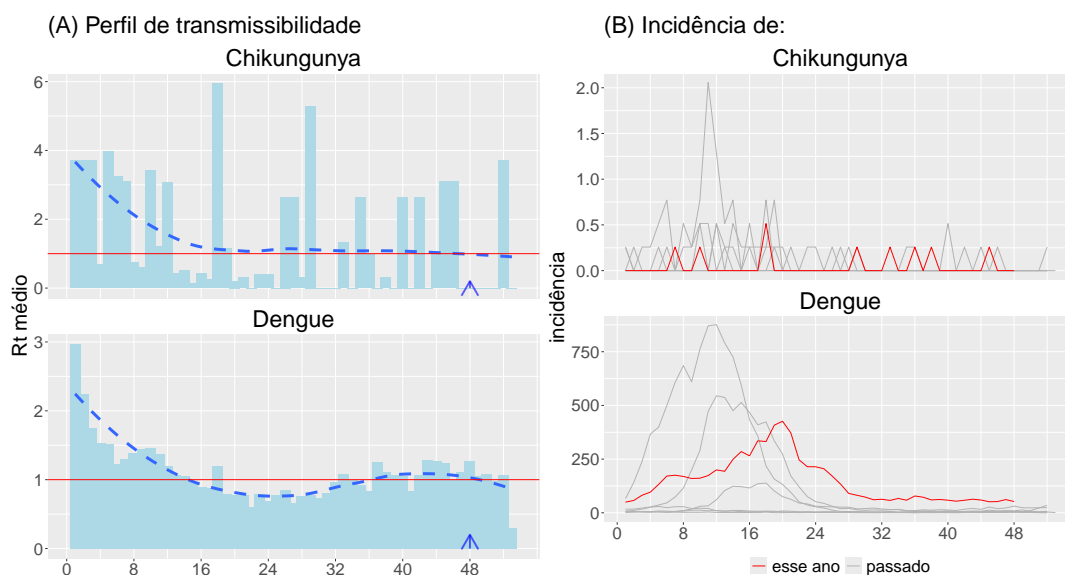 (A) Perfil de transmissibilidade
Chikungunya
6
4
2
0
Dengue
3
2
1
0
0 8 16 24 32 40 48
Rt médio
(B) Incidência de:
Chikungunya
2.0
1.5
1.0
0.5
0.0
Dengue
750
500
250
0
0 8 16 24 32 40 48
incidência
esse ano passado